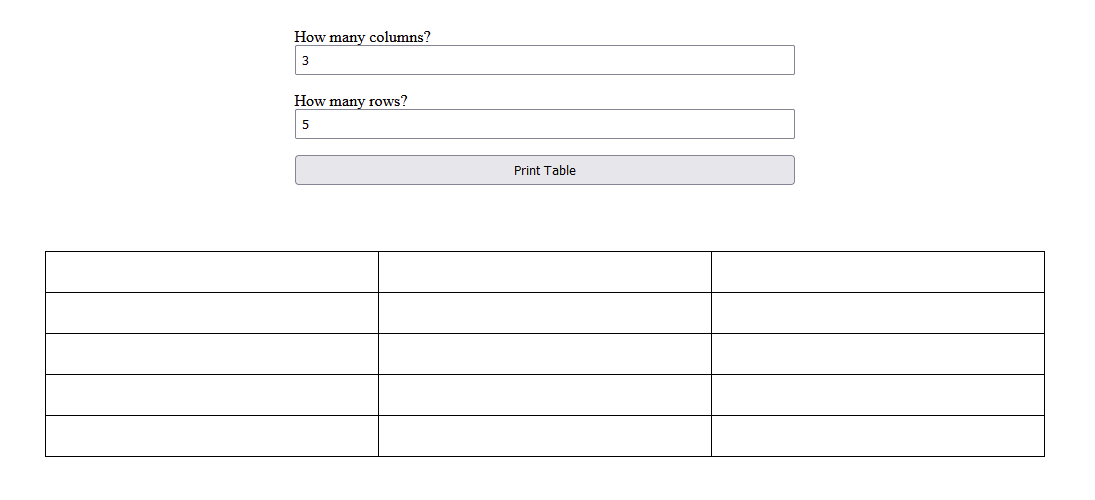 How many columns?
3
How many rows?
5
Print Table